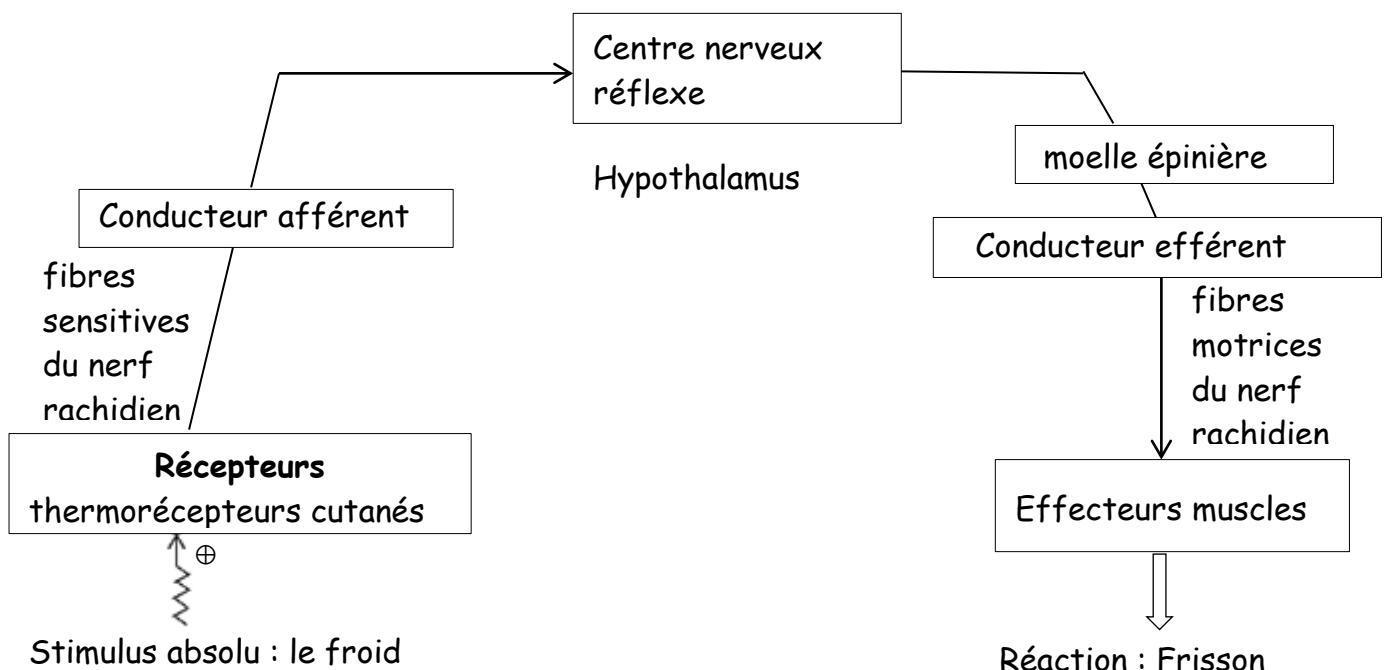 Centre nerveux
réflexe
Hypothalamus
moelle épinière
Conducteur afférent
fibres
sensitives
du nerf
rachidien
Conducteur efférent
fibres
motrices
du nerf
rachidien
Récepteurs
thermorécepteurs cutanés
⊕
Stimulus absolu : le froid
Effecteurs muscles
Réaction : Frisson